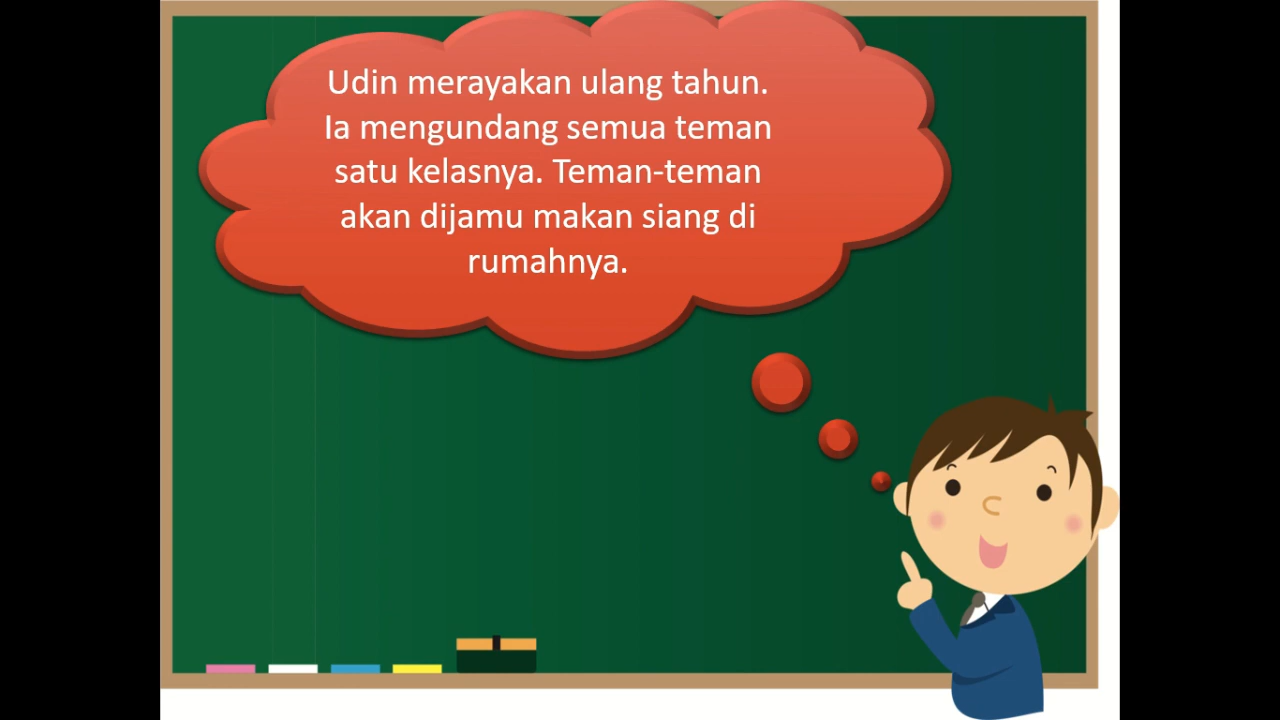 Udin merayakan ulang tahun.
Ia mengundang semua teman
satu kelasnya. Teman-teman
akan dijamu makan siang di
rumahnya.